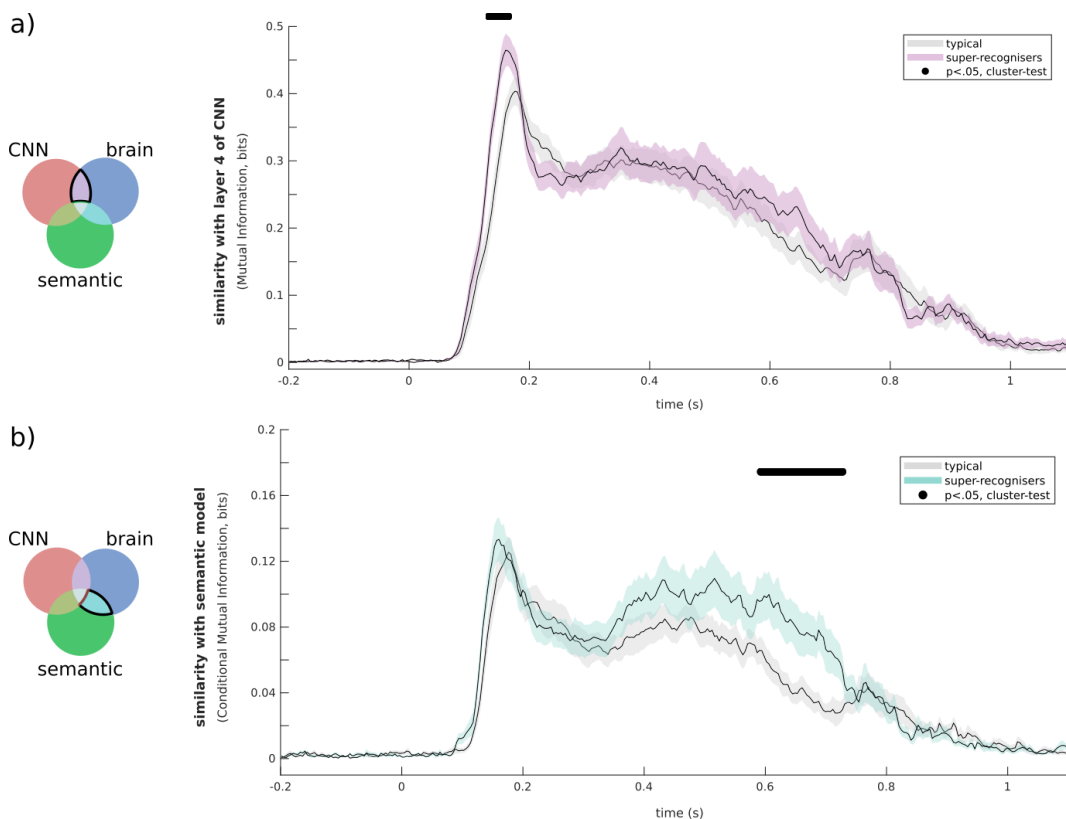 a)
CNN
brain
semantic
similarity with layer 4 of CNN
(Mutual Information, bits)
0.5
0.4
0.3
0.2
0.1
0
-0.2
0
0.2
0.4
0.6
0.8
1
time (s)
typical
super-recognisers
p<.05, cluster-test
b)
CNN
brain
semantic
similarity with semantic model
(Conditional Mutual Information, bits)
0.2
0.16
0.12
0.08
0.04
0
-0.2
0
0.2
0.4
0.6
0.8
1
time (s)
typical
super-recognisers
p<.05, cluster-test